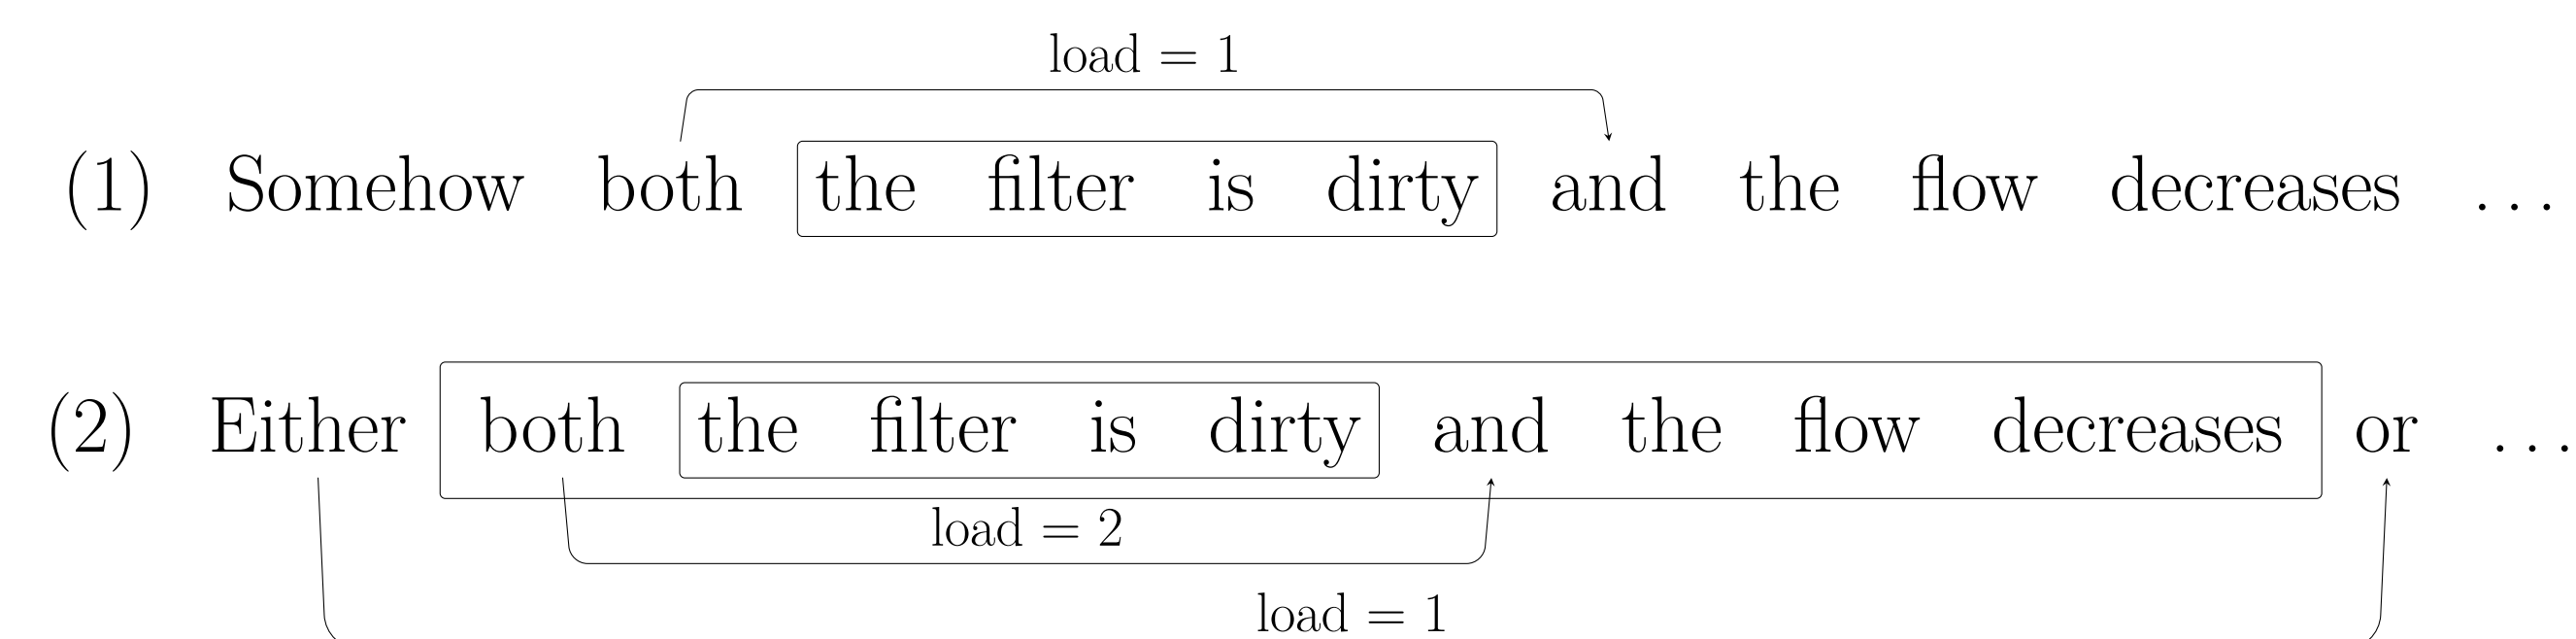 load = 1
(1) Somehow both the filter is dirty and the flow decreases ...
(2) Either both the filter is dirty and the flow decreases or ...
load = 2
load = 1